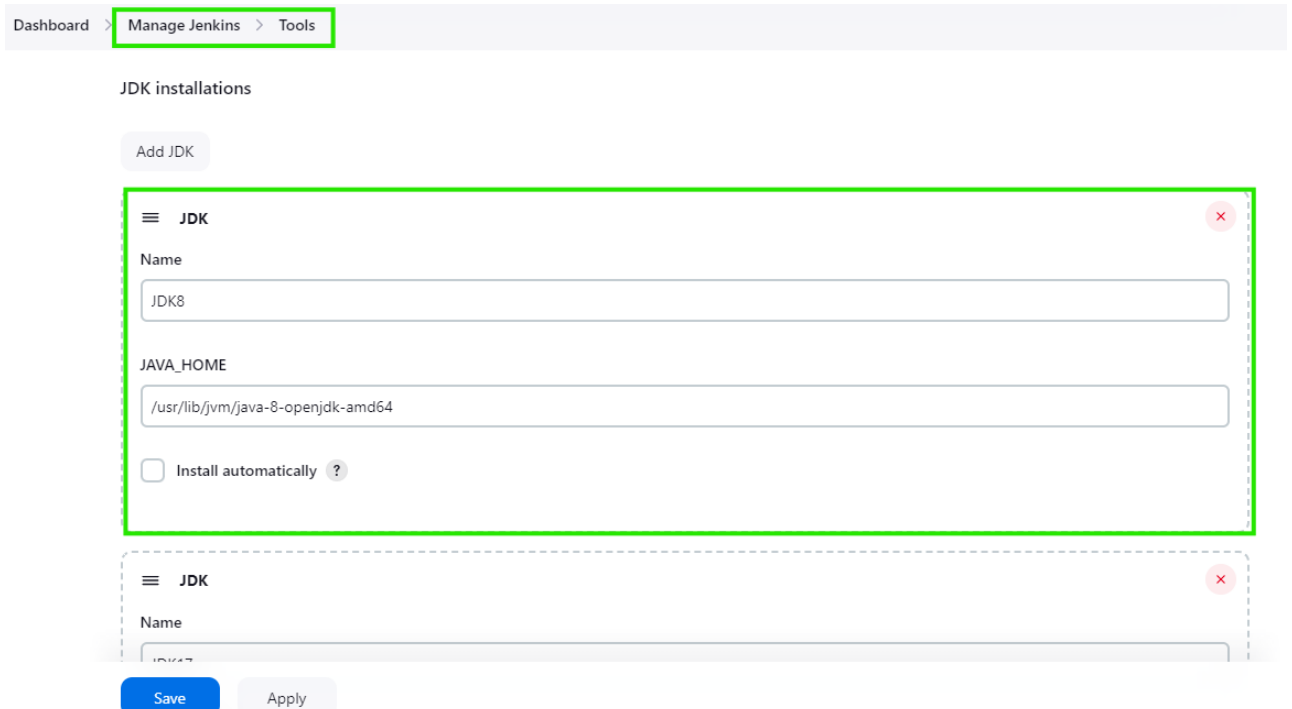 Dashboard > Manage Jenkins > Tools
JDK installations
Add JDK
JDK
Name
JDK8
JAVA_HOME
/usr/lib/jvm/java-8-openjdk-amd64
Install automatically ?
JDK
Name
JDK17
Save Apply